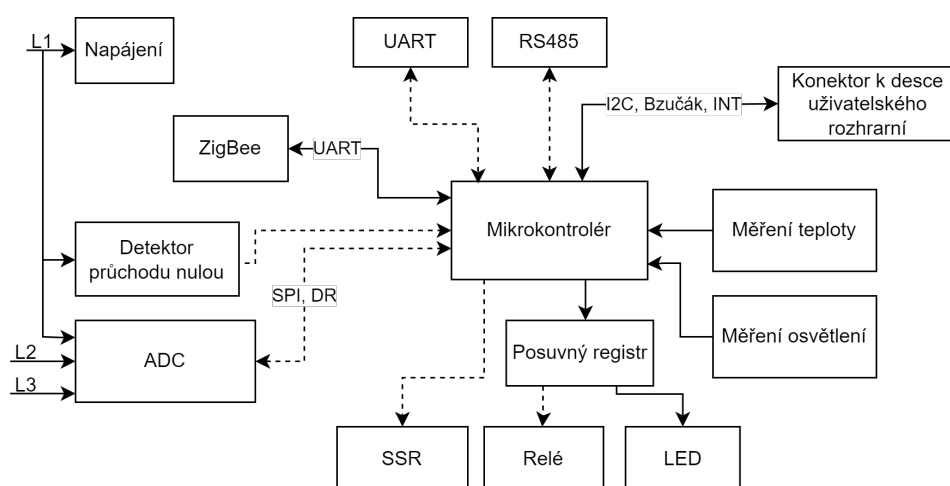 L1
Napájení
UART
RS485
Konektor k desce
uživatelského
rozhrarní
I2C, Bzučák, INT
ZigBee
UART
Mikrokontrolér
Měření teploty
Detektor
průchodu nulou
SPI, DR
Měření osvětlení
Posuvný registr
L2
ADC
L3
SSR
Relé
LED